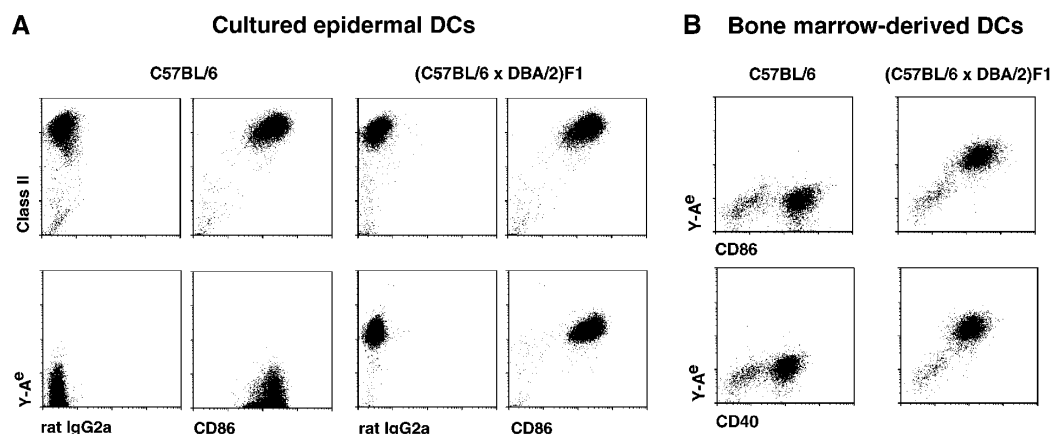 A Cultured epidermal DCs
C57BL/6 (C57BL/6 x DBA/2)F1
Class II
Y-Ae
rat IgG2a CD86 rat IgG2a CD86
B Bone marrow-derived DCs
C57BL/6 (C57BL/6 x DBA/2)F1
Y-Ae
CD86
Y-Ae
CD40